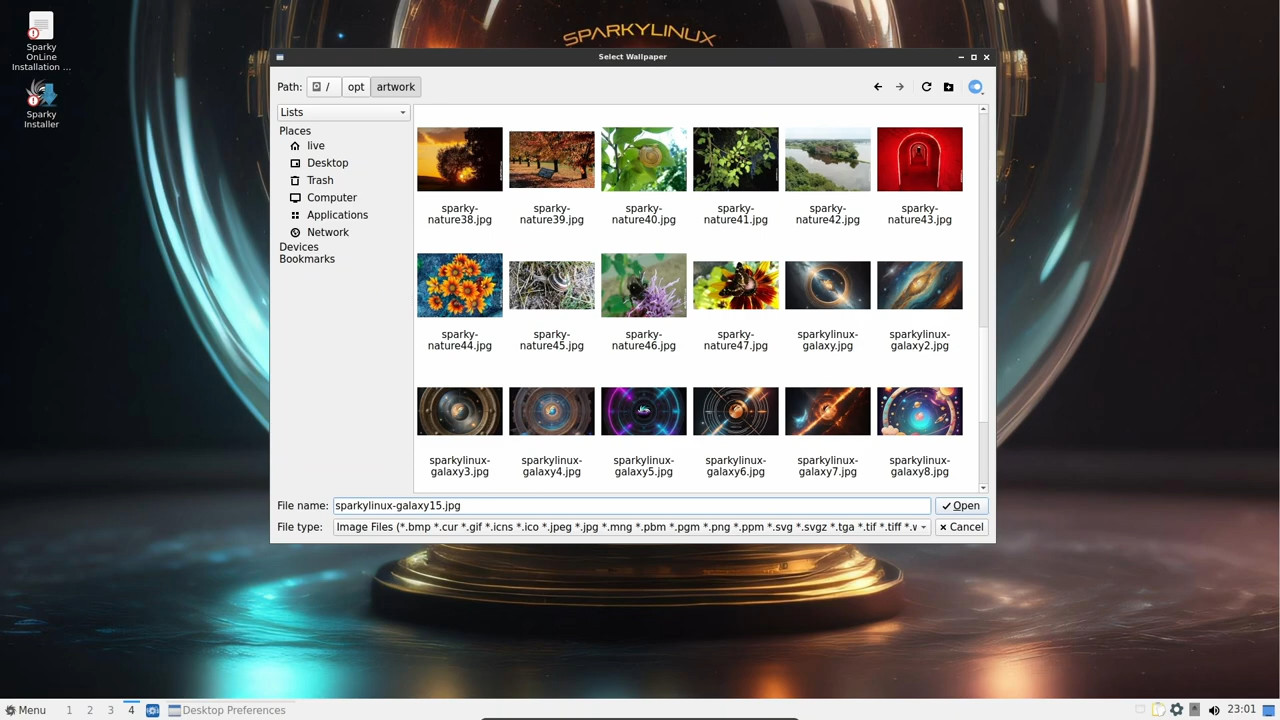 SPARKYLINUX
Sparky
OnLine
Installation ...
Sparky
Installer
Select Wallpaper
Path:
/
opt
artwork
Lists
Places
live
Desktop
Trash
Computer
Applications
Network
Devices
Bookmarks
sparky-
nature38.jpg
sparky-
nature39.jpg
sparky-
nature40.jpg
sparky-
nature41.jpg
sparky-
nature42.jpg
sparky-
nature43.jpg
sparky-
nature44.jpg
sparky-
nature45.jpg
sparky-
nature46.jpg
sparky-
nature47.jpg
sparkylinux-
galaxy.jpg
sparkylinux-
galaxy2.jpg
sparkylinux-
galaxy3.jpg
sparkylinux-
galaxy4.jpg
sparkylinux-
galaxy5.jpg
sparkylinux-
galaxy6.jpg
sparkylinux-
galaxy7.jpg
sparkylinux-
galaxy8.jpg
File name: sparkylinux-galaxy15.jpg
Open
File type: Image Files (*.bmp *.cur *.gif *.icns *.ico *.jpeg *.jpg *.mng *.pbm *.pgm *.png *.ppm *.svg *.svgz *.tga *.tif *.tiff *.w
Cancel
Menu 1 2 3 4 Desktop Preferences 23:01